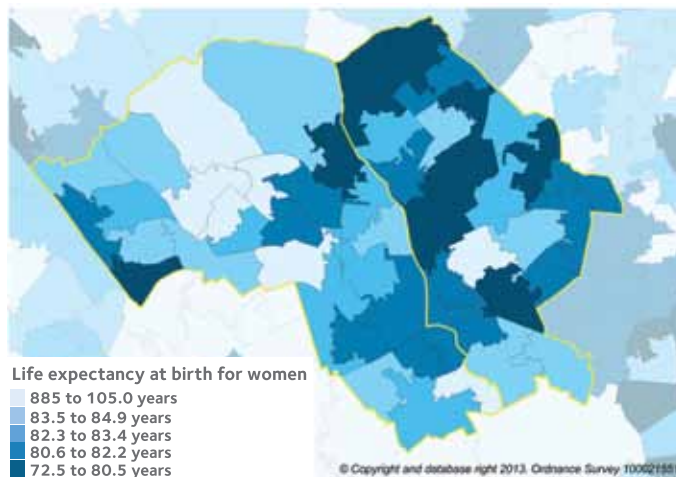 Life expectancy at birth for women
885 to 105.0 years
83.5 to 84.9 years
82.3 to 83.4 years
80.6 to 82.2 years
72.5 to 80.5 years
© Copyright and database right 2013. Ordnance Survey 100021551